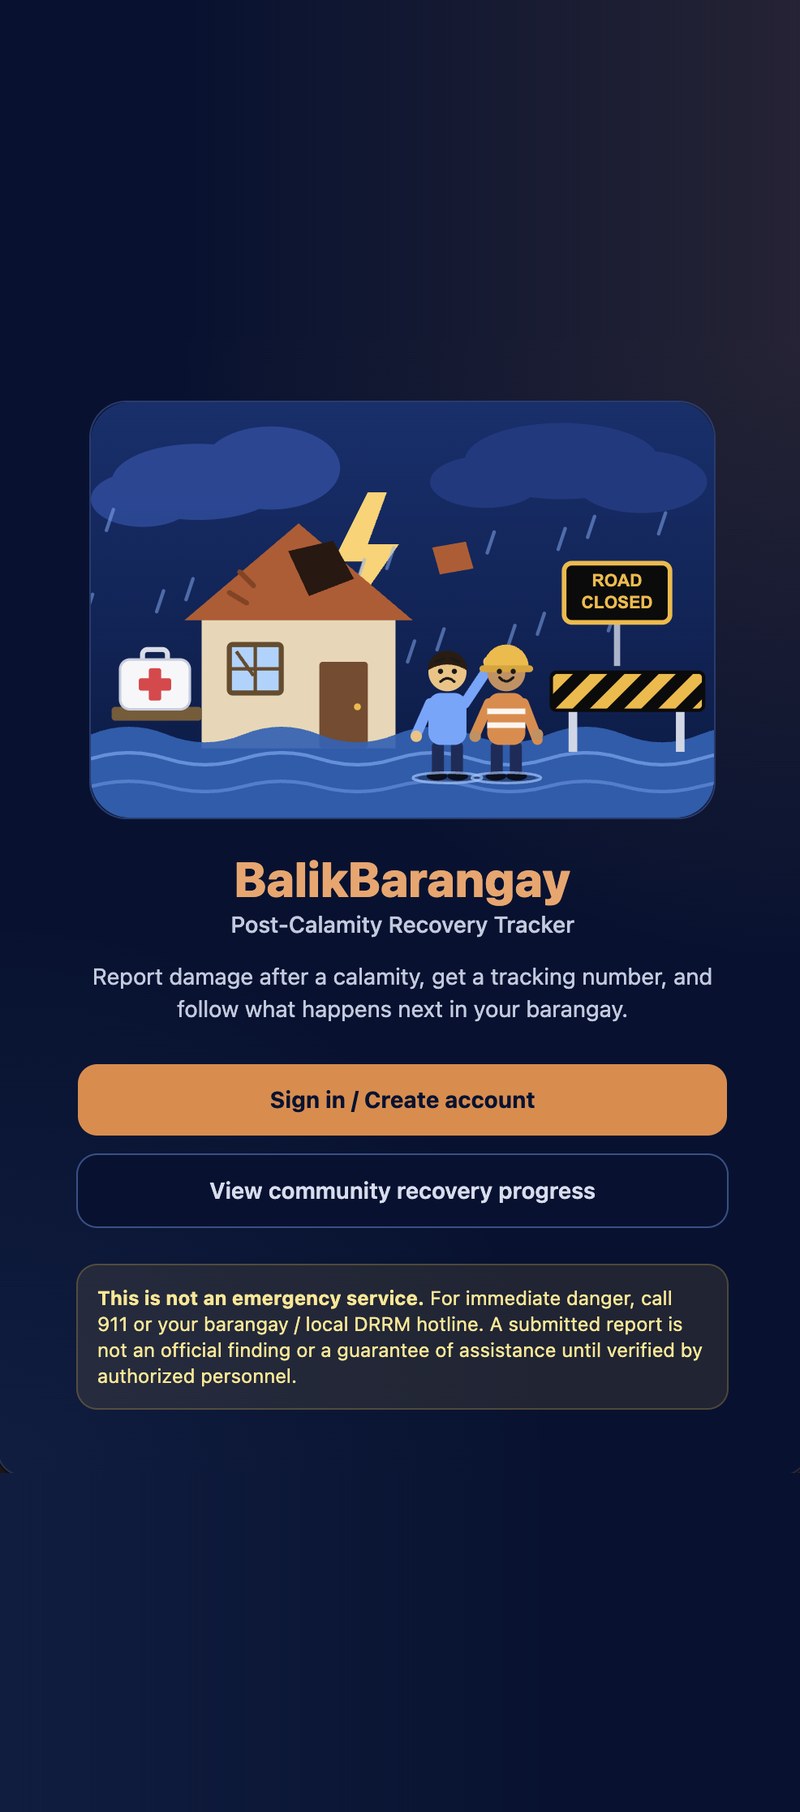 ROAD
CLOSED
BalikBarangay
Post-Calamity Recovery Tracker
Report damage after a calamity, get a tracking number, and
follow what happens next in your barangay.
Sign in / Create account
View community recovery progress
This is not an emergency service. For immediate danger, call
911 or your barangay / local DRRM hotline. A submitted report is
not an official finding or a guarantee of assistance until verified by
authorized personnel.